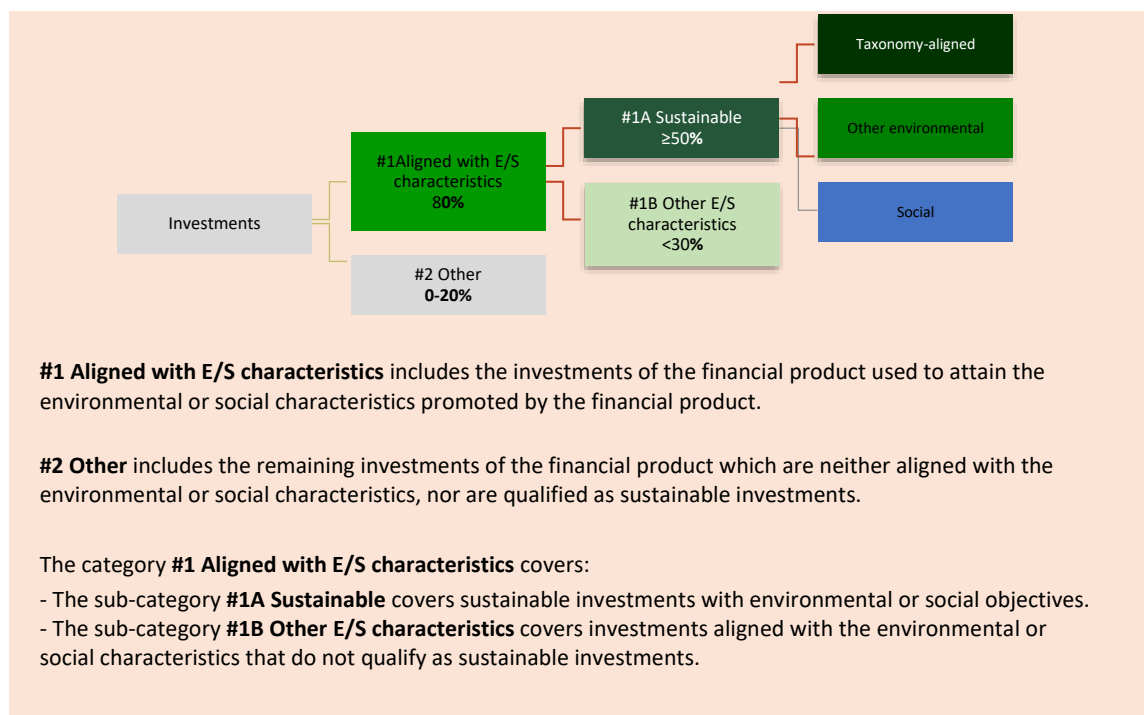 Taxonomy-aligned
#1A Sustainable
≥50%
Other environmental
#1Aligned with E/S
characteristics
80%
#1B Other E/S
characteristics
<30%
Social
Investments
#2 Other
0-20%
#1 Aligned with E/S characteristics includes the investments of the financial product used to attain the
environmental or social characteristics promoted by the financial product.
#2 Other includes the remaining investments of the financial product which are neither aligned with the
environmental or social characteristics, nor are qualified as sustainable investments.
The category #1 Aligned with E/S characteristics covers:
- The sub-category #1A Sustainable covers sustainable investments with environmental or social objectives.
- The sub-category #1B Other E/S characteristics covers investments aligned with the environmental or
social characteristics that do not qualify as sustainable investments.